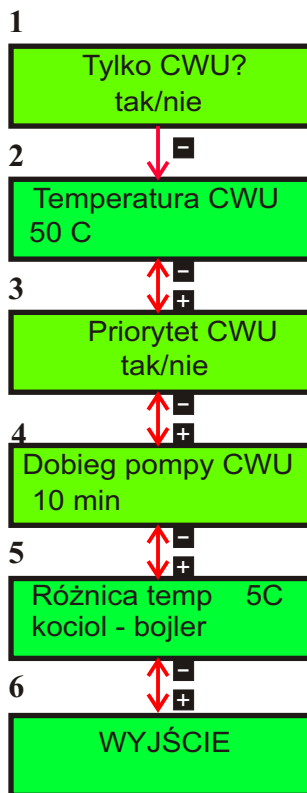 1
Tylko CWU?
tak/nie
-
2
Temperatura CWU
50 C
-
+
3
Priorytet CWU
tak/nie
-
+
4
Dobieg pompy CWU
10 min
-
+
5
Różnica temp 5C
kociol - bojler
-
+
6
WYJŚCIE